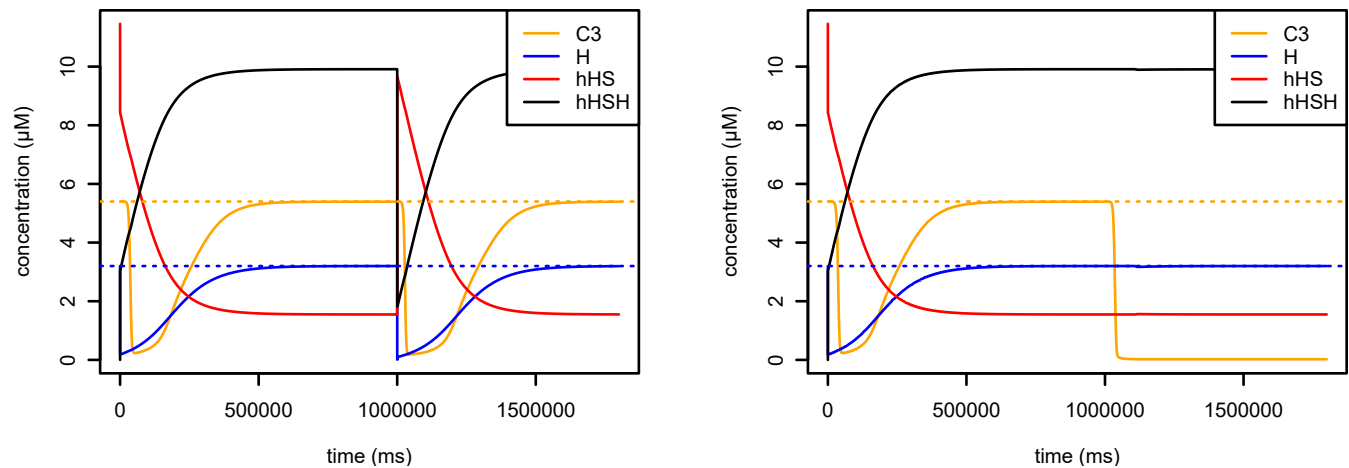 concentration (µM)
10
8
6
4
2
0
C3
H
hHS
hHSH
0 500000 1000000 1500000
time (ms)
concentration (µM)
10
8
6
4
2
0
C3
H
hHS
hHSH
0 500000 1000000 1500000
time (ms)